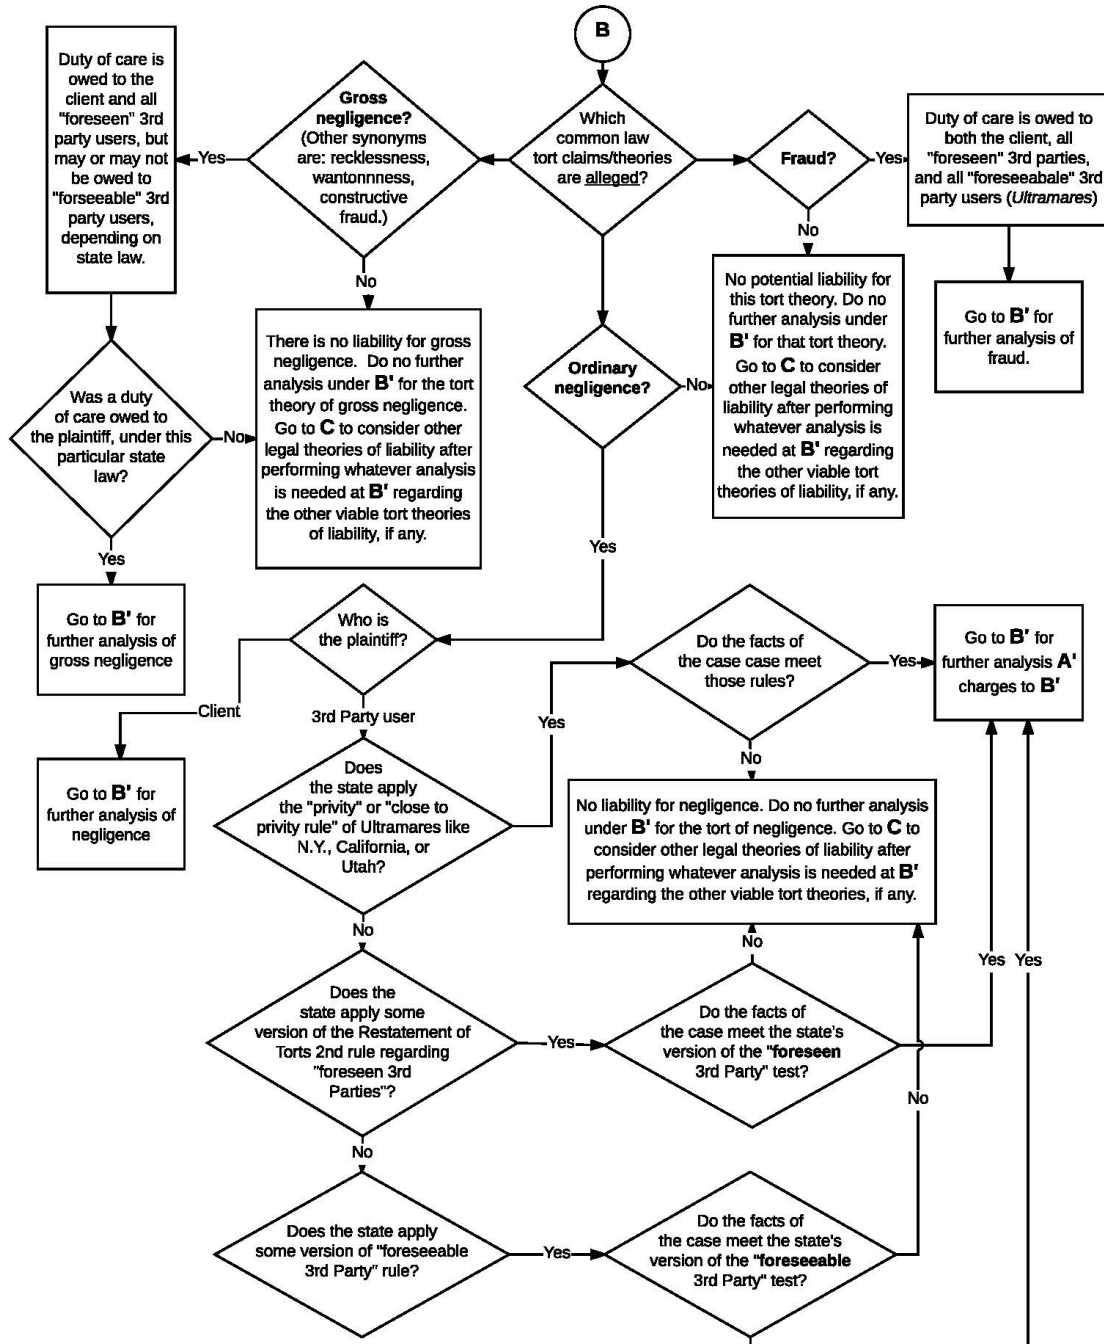 B
Duty of care is
owed to the
client and all
"foreseen" 3rd
party users, but
may or may not
be owed to
"forseeable" 3rd
party users,
depending on
state law.
Yes
Gross
negligence?
(Other synonyms
are: recklessness,
wantonnness,
constructive
fraud.)
Which
common law
tort claims/theories
are alleged?
Fraud?
Yes
Duty of care is owed to
both the client, all
"foreseen" 3rd parties,
and all "foreseeabale" 3rd
party users (Ultramares)
No
No
Go to B' for
further analysis of
fraud.
There is no liability for gross
negligence. Do no further
analysis under B' for the tort
theory of gross negligence.
Go to C to consider other
legal theories of liability after
performing whatever analysis
is needed at B' regarding
the other viable tort theories
of liability, if any.
Ordinary
negligence?
No
No potential liability for
this tort theory. Do no
further analysis under
B' for that tort theory.
Go to C to consider
other legal theories of
liability after performing
whatever analysis is
needed at B' regarding
the other viable tort
theories of liability, if any.
Was a duty
of care owed to
the plaintiff, under this
particular state
law?
No
Yes
Yes
Go to B' for
further analysis of
gross negligence
Who is
the plaintiff?
Do the facts of
the case case meet
those rules?
Yes
Go to B' for
further analysis A'
charges to B'
Client
3rd Party user
Yes
No
Go to B' for
further analysis of
negligence
Does
the state apply
the "privity" or "close to
privity rule" of Ultramares like
N.Y., California, or
Utah?
No liability for negligence. Do no further analysis
under B' for the tort of negligence. Go to C to
consider other legal theories of liability after
performing whatever analysis is needed at B'
regarding the other viable tort theories, if any.
No
No
Yes
Yes
Does the
state apply some
version of the Restatement of
Torts 2nd rule regarding
"foreseen 3rd
Parties"?
Yes
Do the facts of
the case meet the state's
version of the "foreseen
3rd Party" test?
No
No
Does the state apply
some version of "foreseeable
3rd Party" rule?
Yes
Do the facts of
the case meet the state's
version of the "foreseeable
3rd Party" test?